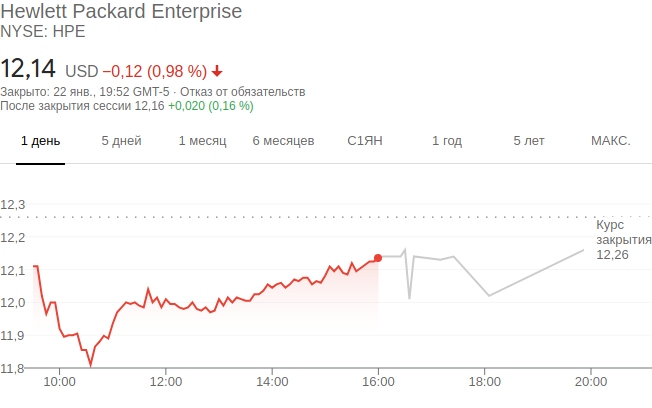 Hewlett Packard Enterprise
NYSE: HPE
12,14 USD −0,12 (0,98 %)
Закрыто: 22 янв., 19:52 GMT-5 · Отказ от обязательств
После закрытия сессии 12,16 +0,020 (0,16 %)
1 день 5 дней 1 месяц 6 месяцев С1ЯН 1 год 5 лет МАКС.
12,3
Курс
закрытия
12,26
12,2
12,1
12,0
11,9
11,8
10:00 12:00 14:00 16:00 18:00 20:00